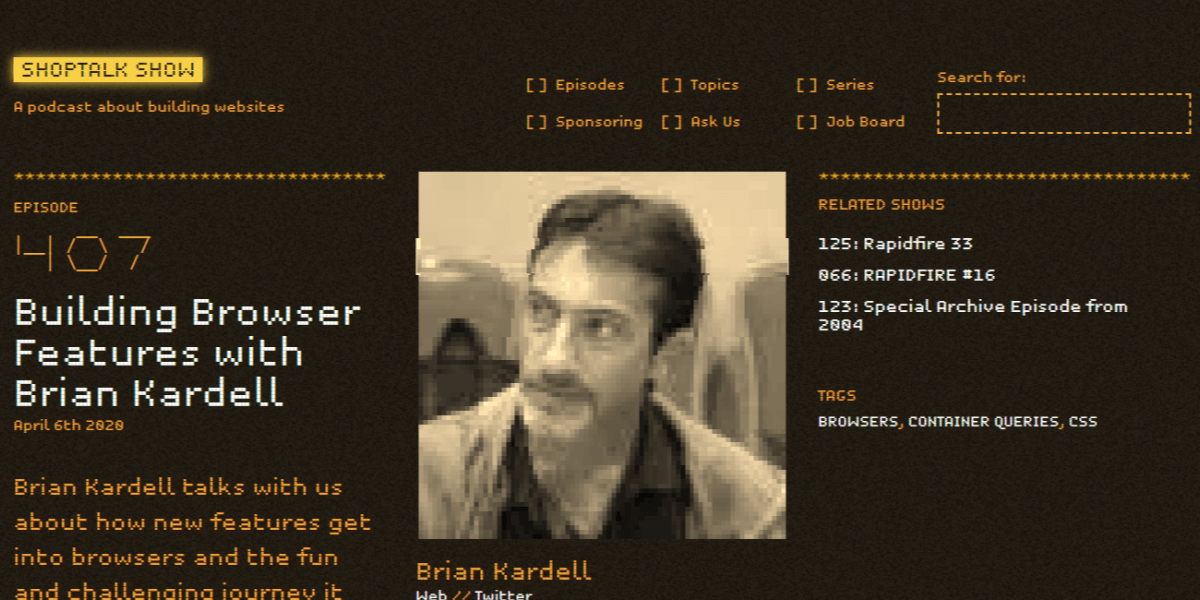 SHOPTALK SHOW
A podcast about building websites
[ ] Episodes
[ ] Topics
[ ] Series
[ ] Sponsoring
[ ] Ask Us
[ ] Job Board
Search for:
**********************************
EPISODE
407
Building Browser
Features with
Brian Kardell
April 6th 2020
Brian Kardell talks with us
about how new features get
into browsers and the fun
and challenging journey it
Brian Kardell
Web // Twitter
**********************************
RELATED SHOWS
125: Rapidfire 33
066: RAPIDFIRE #16
123: Special Archive Episode from
2004
TAGS
BROWSERS, CONTAINER QUERIES, CSS